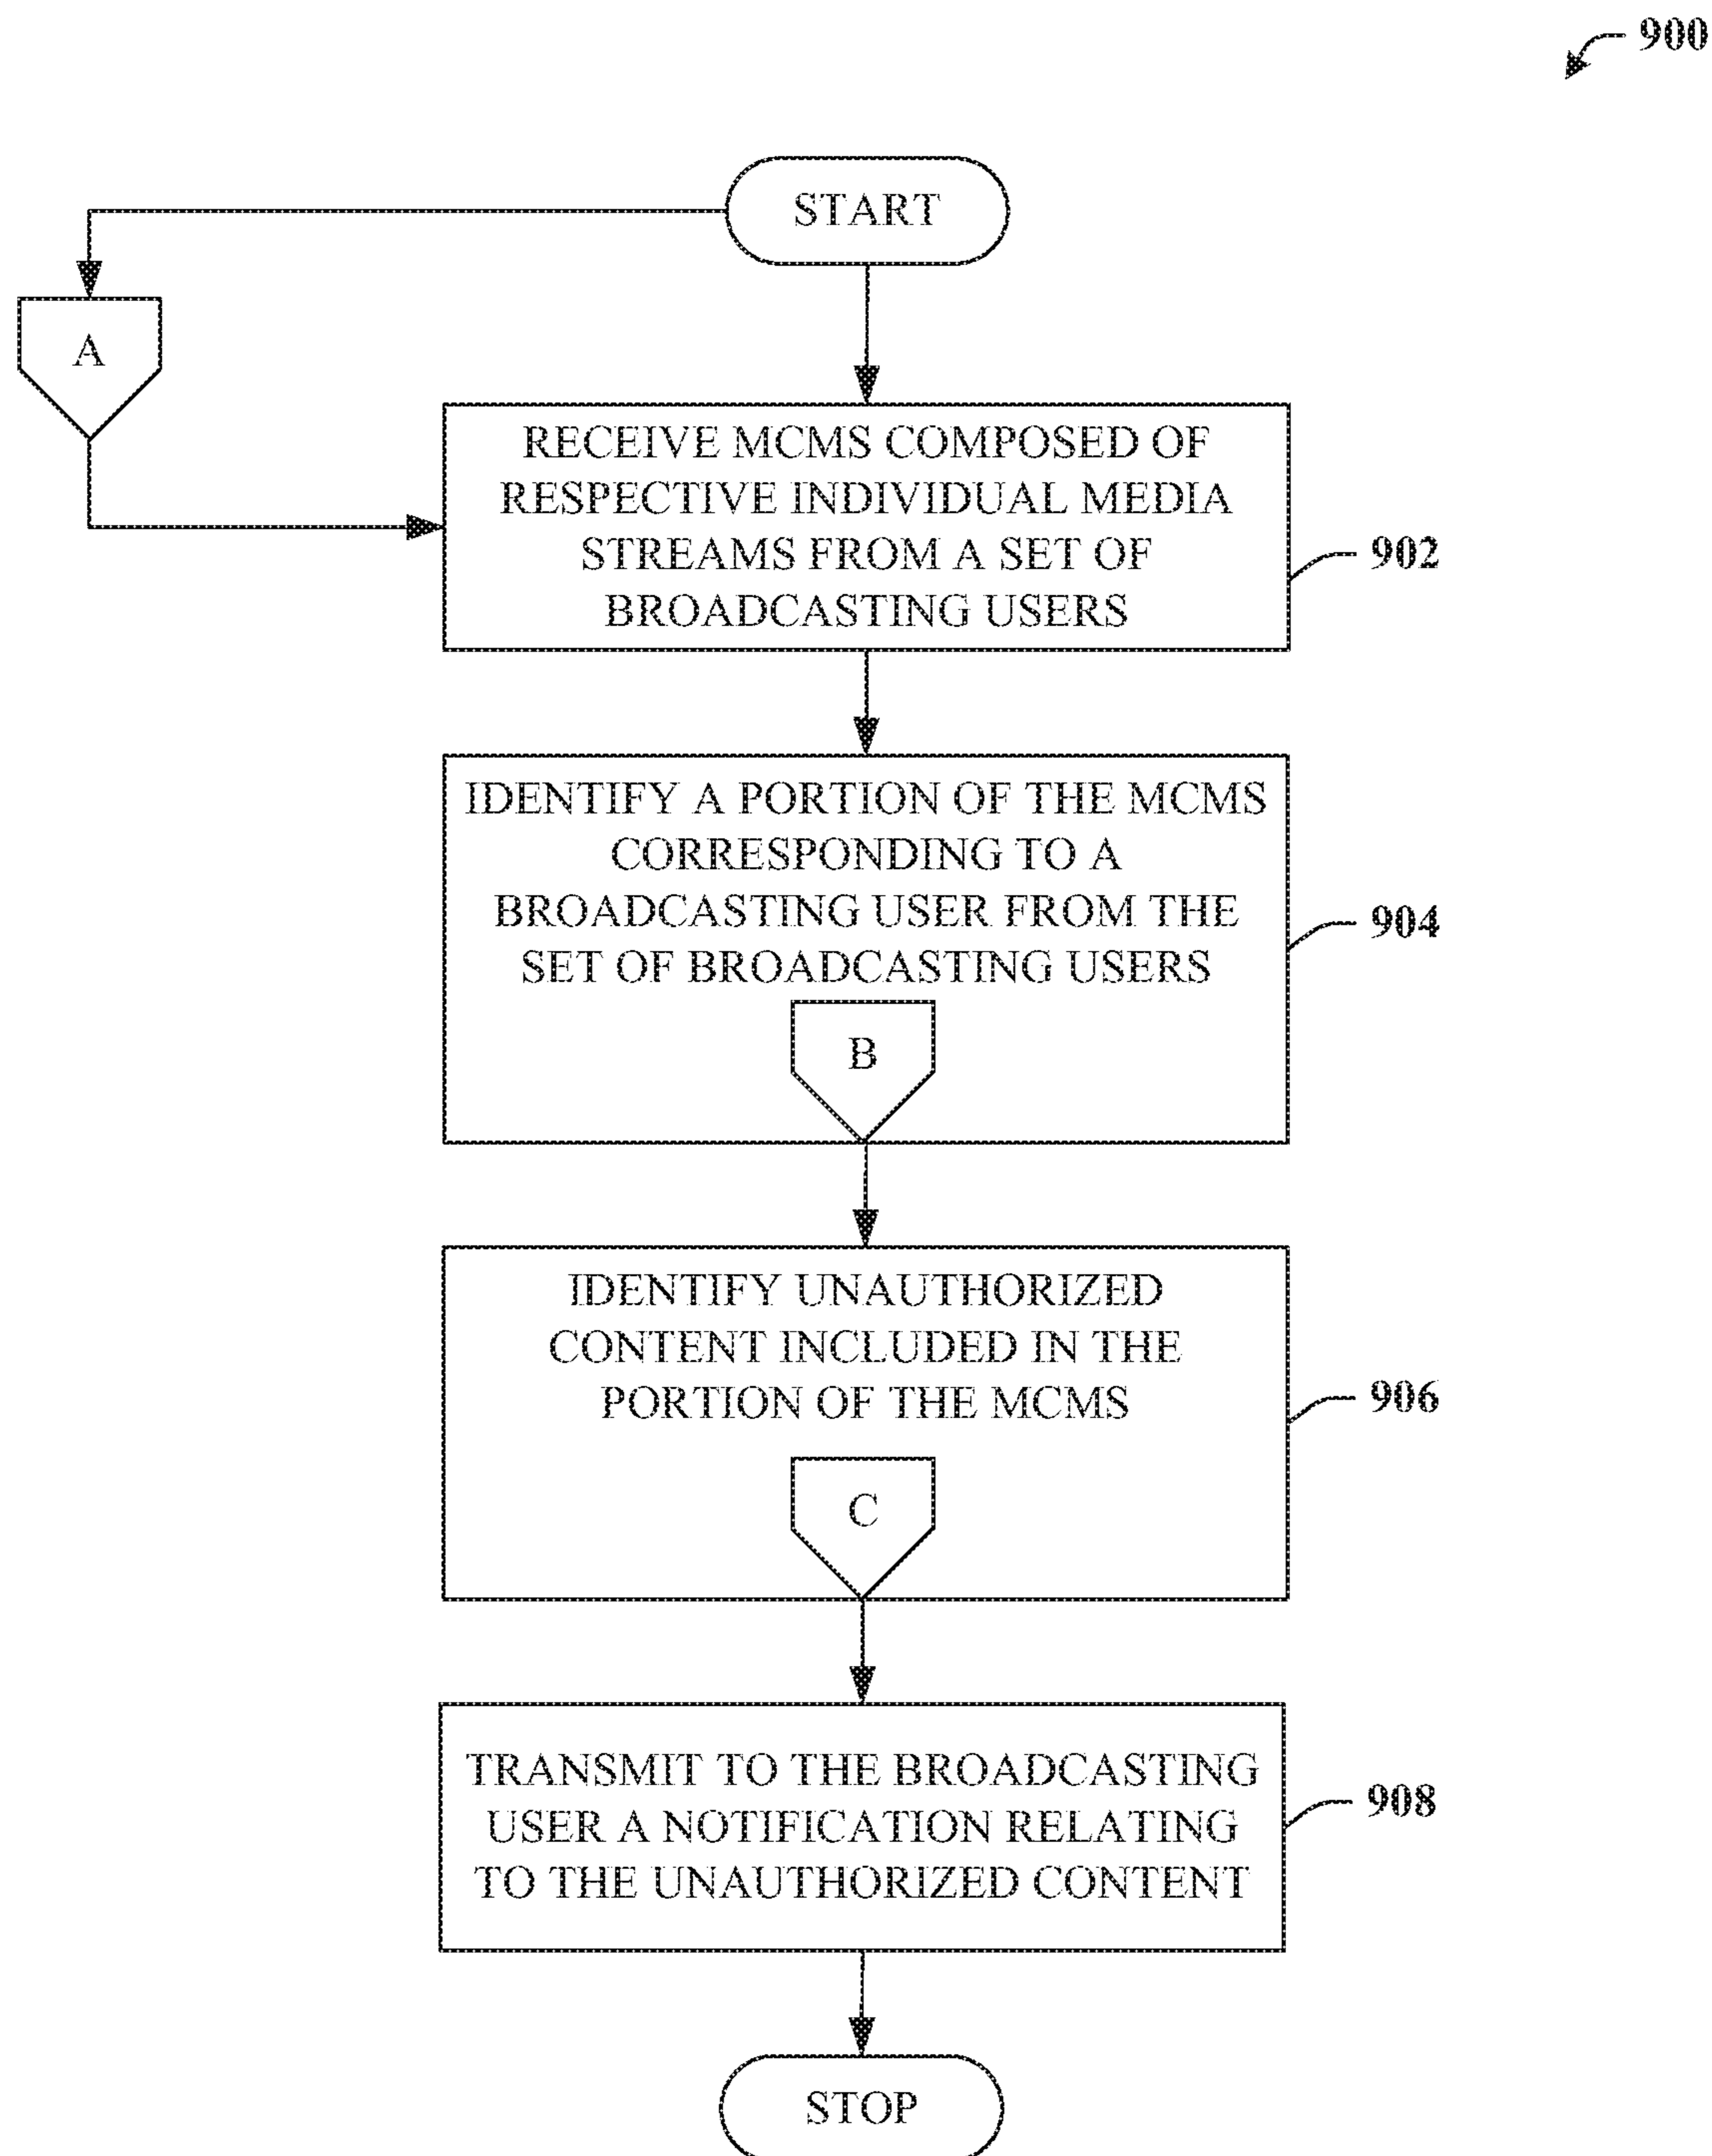 900
START
A
RECEIVE MCMS COMPOSED OF
RESPECTIVE INDIVIDUAL MEDIA
STREAMS FROM A SET OF
BROADCASTING USERS
902
IDENTIFY A PORTION OF THE MCMS
CORRESPONDING TO A
BROADCASTING USER FROM THE
SET OF BROADCASTING USERS
904
B
IDENTIFY UNAUTHORIZED
CONTENT INCLUDED IN THE
PORTION OF THE MCMS
906
C
TRANSMIT TO THE BROADCASTING
USER A NOTIFICATION RELATING
TO THE UNAUTHORIZED CONTENT
908
STOP